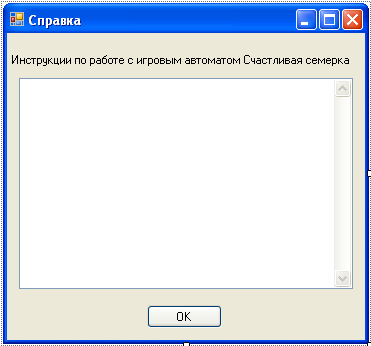 Справка
Инструкции по работе с игровым автоматом Счастливая семерка
OK